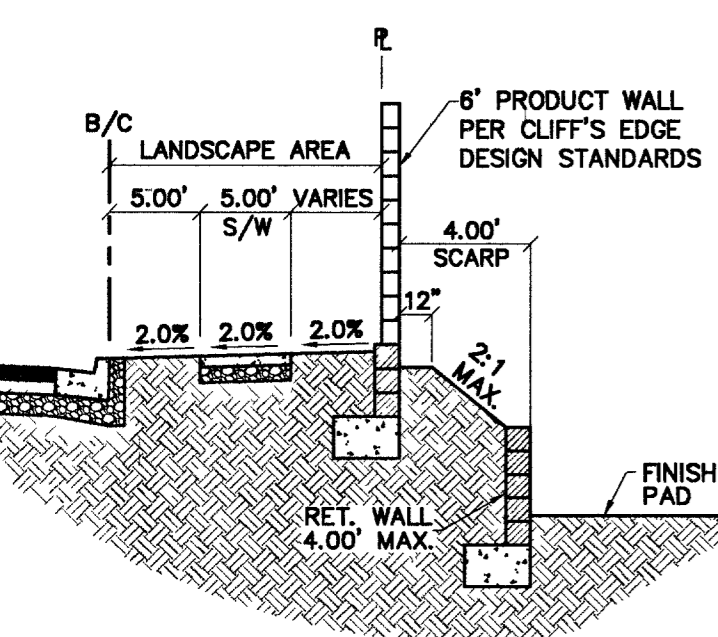 PL
6' PRODUCT WALL
PER CLIFF'S EDGE
DESIGN STANDARDS
B/C
LANDSCAPE AREA
5.00' 5.00' VARIES
S/W
4.00'
SCARP
12"
2.0% 2.0% 2.0%
2:1
MAX.
RET. WALL
4.00' MAX.
FINISH
PAD